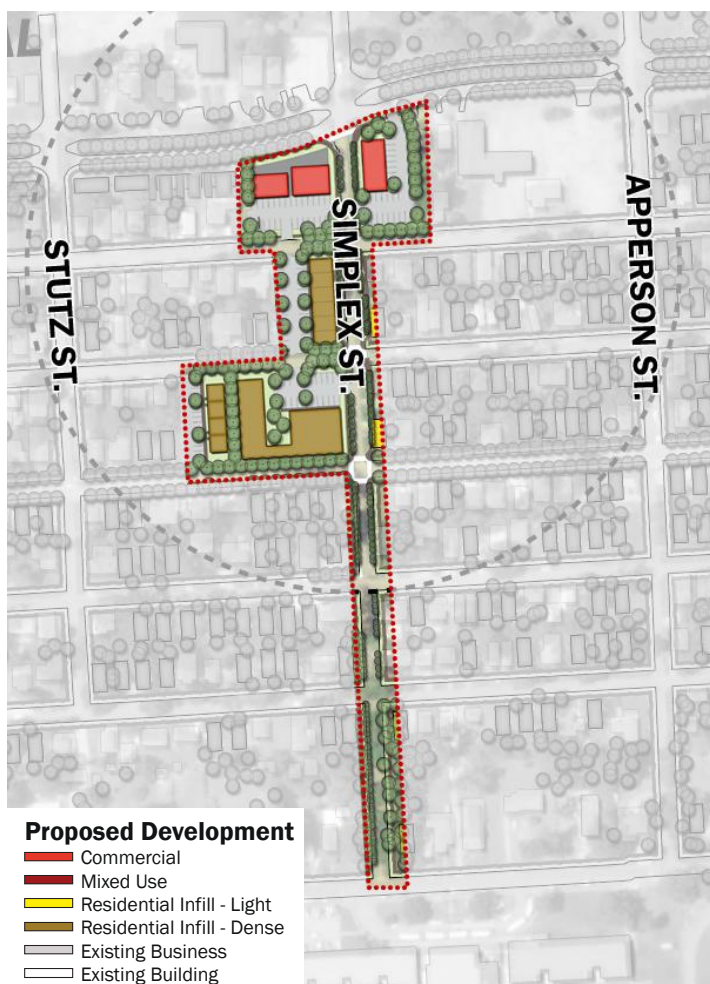 AL
STUTZ ST.
SIMPLEX ST.
APPERSON ST.
Proposed Development
Commercial
Mixed Use
Residential Infill - Light
Residential Infill - Dense
Existing Business
Existing Building